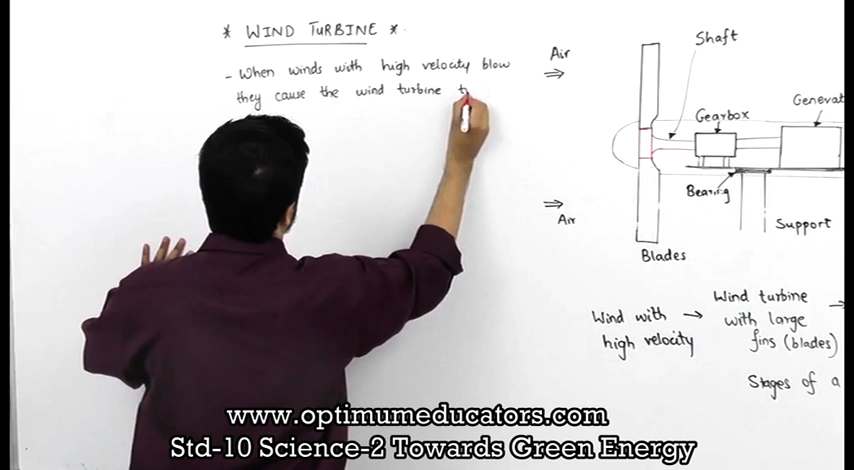 * WIND TURBINE *
- When winds with high velocity blow
they cause the wind turbine
Air
Shaft
Gearbox
Generat
Bearing
Air
Support
Blades
Wind with → Wind turbine →
high velocity with large
fins (blades)
Stages of a
www.optimumeducators.com
Std-10 Science-2 Towards Green Energy